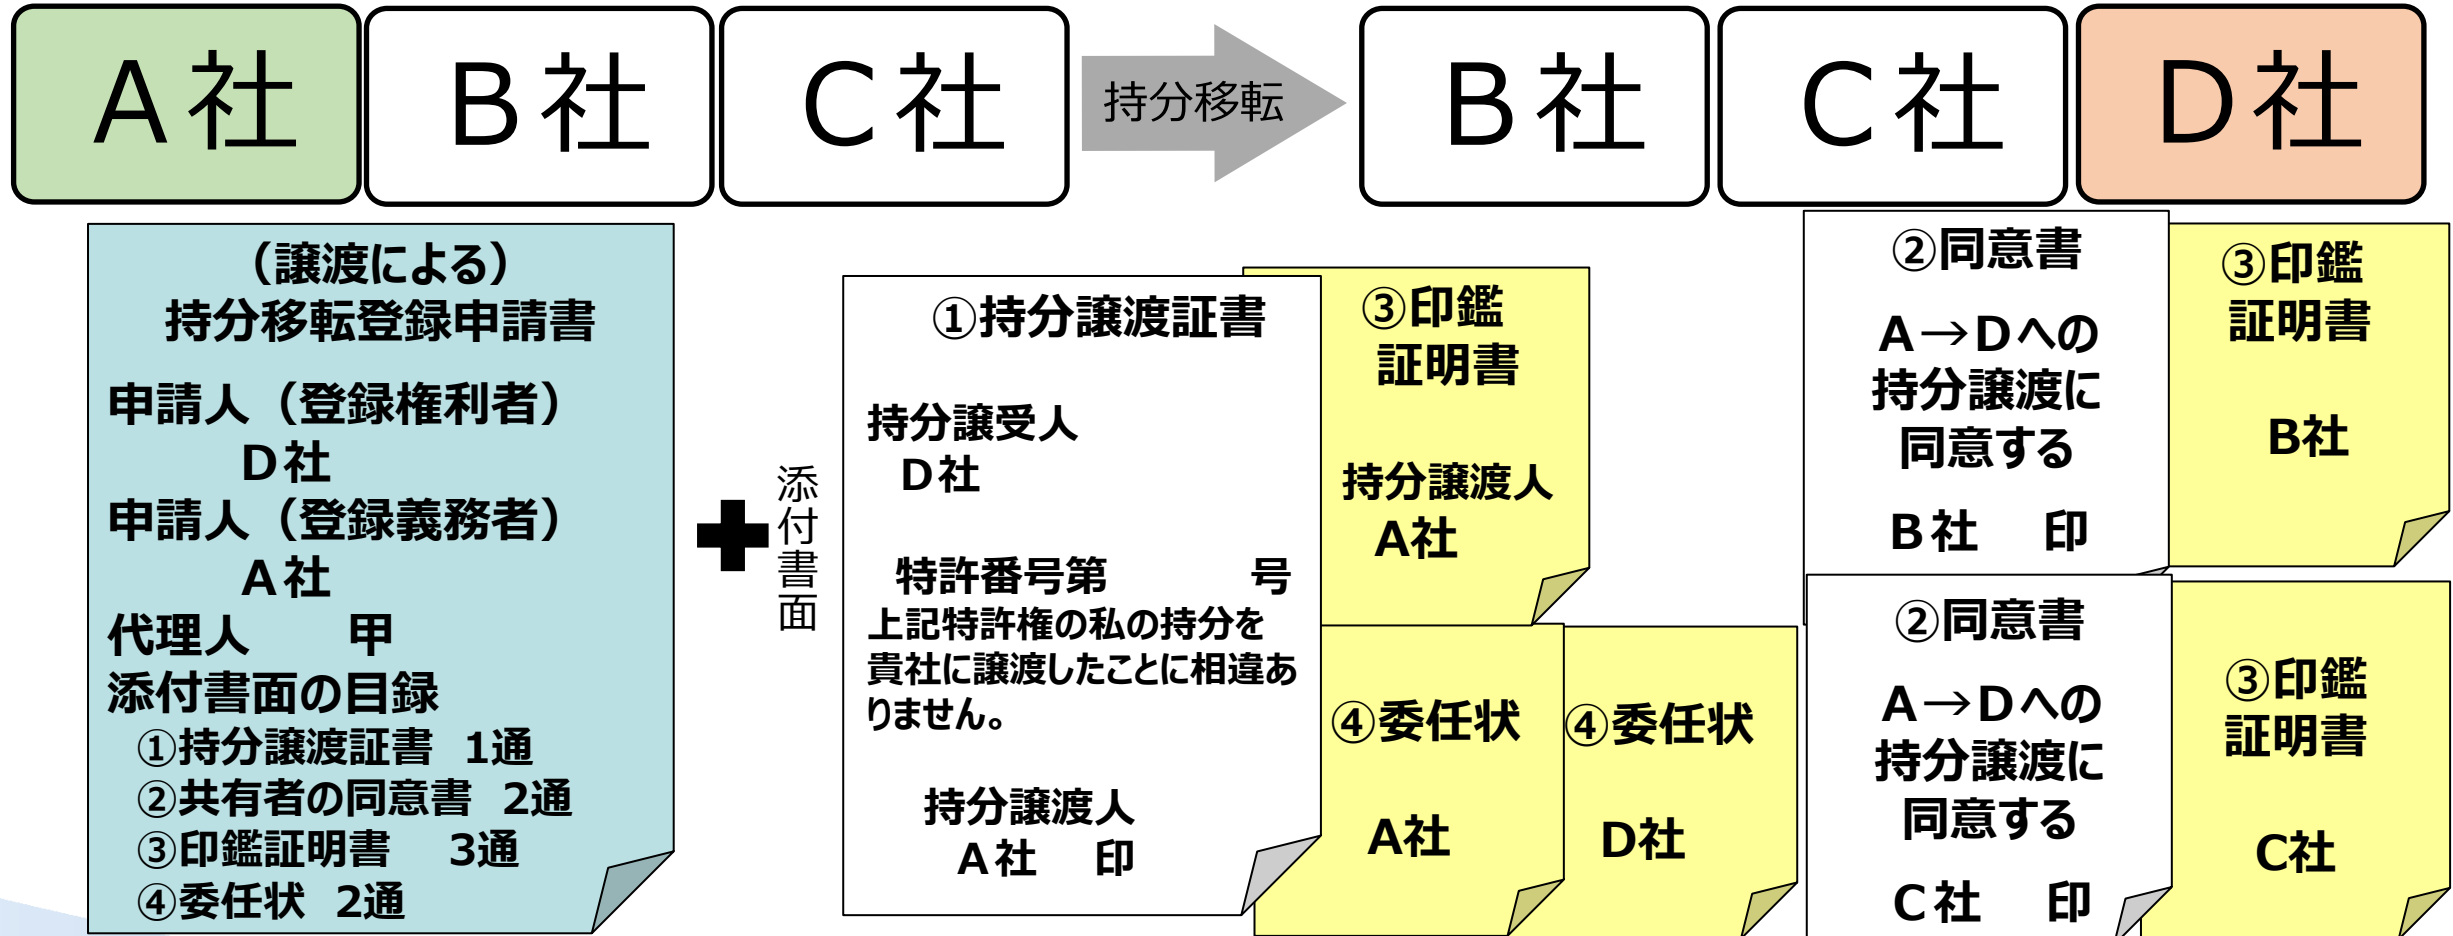 A社
B社
C社
持分移転
B社
C社
D社
（譲渡による）
持分移転登録申請書
申請人（登録権利者）
D社
申請人（登録義務者）
A社
代理人　甲
添付書面の目録
①持分譲渡証書　1通
②共有者の同意書　2通
③印鑑証明書　3通
④委任状　2通
添付書面
①持分譲渡証書
持分譲受人
D社
特許番号第　　　号
上記特許権の私の持分を
貴社に譲渡したことに相違あ
りません。
持分譲渡人
A社　印
③印鑑
証明書
持分譲渡人
A社
④委任状
A社
④委任状
D社
②同意書
A→Dへの
持分譲渡に
同意する
B社　印
③印鑑
証明書
B社
②同意書
A→Dへの
持分譲渡に
同意する
C社　印
③印鑑
証明書
C社